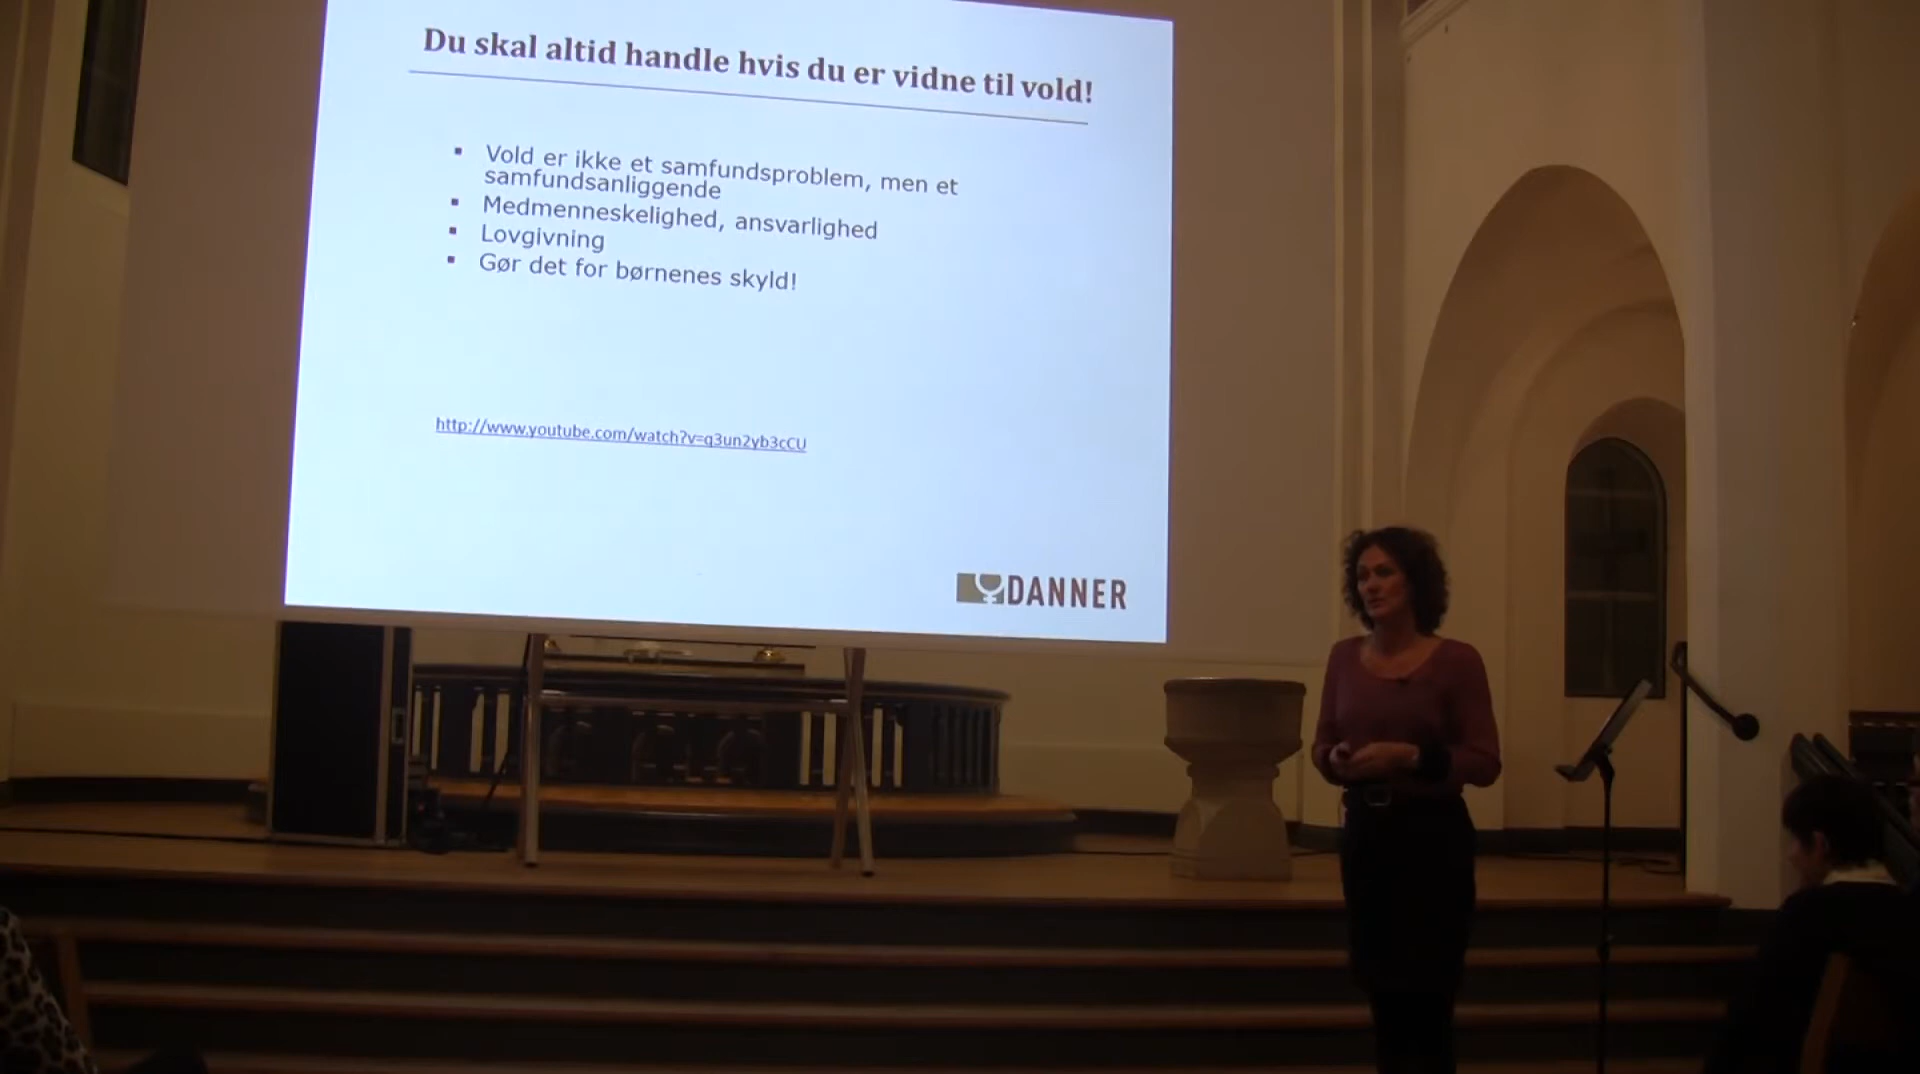 Du skal altid handle hvis du er vidne til vold!
Vold er ikke et samfundsproblem, men et
samfundsanliggende
Medmenneskelighed, ansvarlighed
Lovgivning
Gør det for børnenes skyld!
http://www.youtube.com/watch?v=q3un2yb3cCU
DANNER